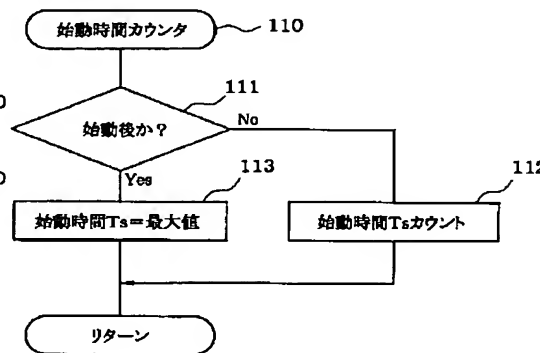 始動時間カウンタ
110
111
始動後か?
No
Yes
113
112
始動時間Ts=最大値
始動時間Tsカウント
リターン